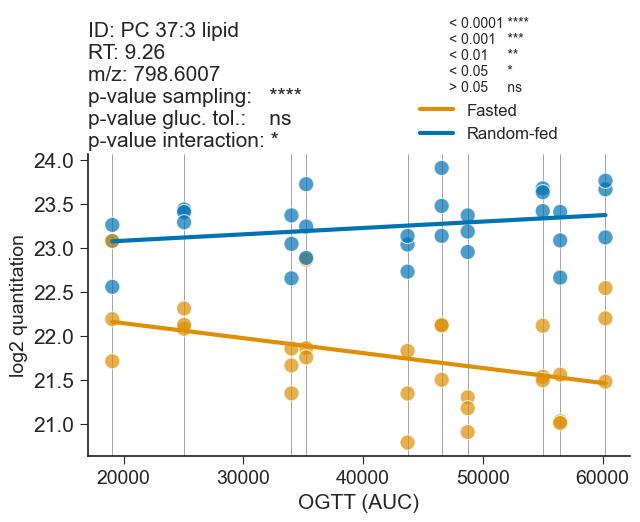 ID: PC 37:3 lipid
RT: 9.26
m/z: 798.6007
p-value sampling: ****
p-value gluc. tol.: ns
p-value interaction: *
< 0.0001 ****
< 0.001 ***
< 0.01 **
< 0.05 *
> 0.05 ns
Fasted
Random-fed
24.0
23.5
23.0
22.5
22.0
21.5
21.0
log2 quantitation
20000 30000 40000 50000 60000
OGTT (AUC)